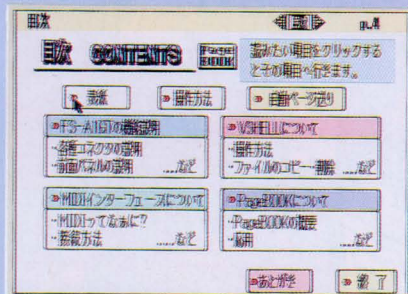 目次 p.4
目次 CONTENTS Page BOOK 読みたい項目をクリックする
とその項目へ行きます。
表紙 操作方法 自動ページ送り
FS-A1GTの機能説明 VSHELLについて
各種コネクタの説明 操作方法
前面パネルの説明 ……など ファイルのコピー・削除 ……など
MIDIインターフェースについて PageBOOKについて
MIDIってなあに? PageBOOKの概要
接続方法 ……など 応用 ……など
あとがき 終了